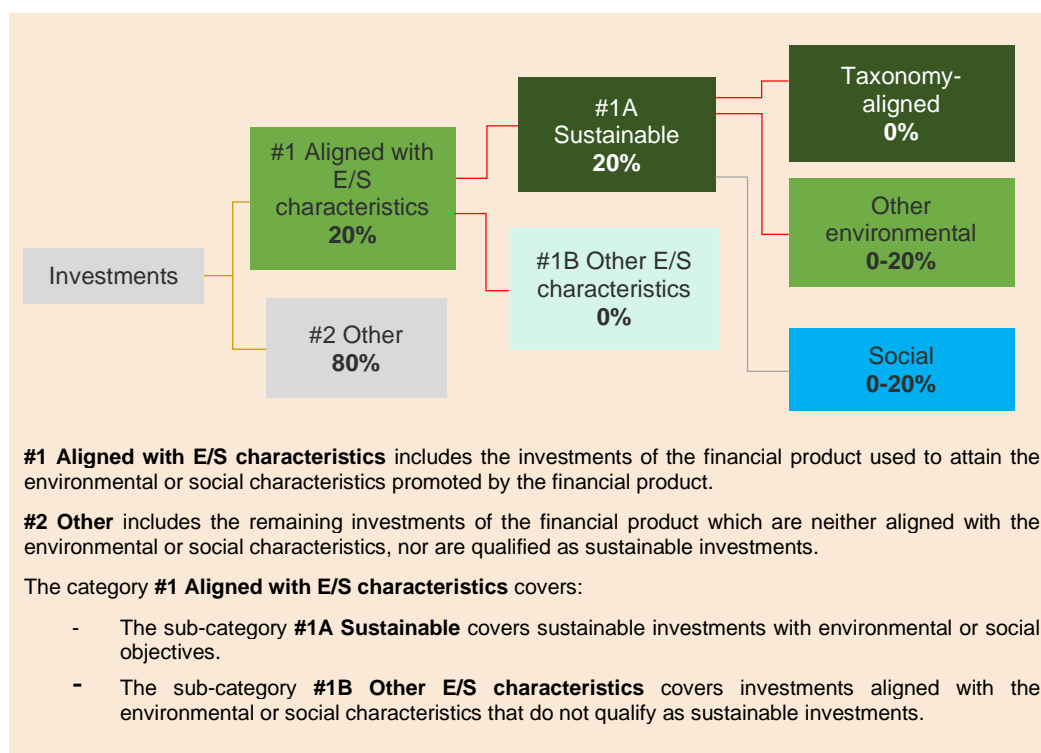 Investments
#1 Aligned with
E/S
characteristics
20%
#2 Other
80%
#1A
Sustainable
20%
#1B Other E/S
characteristics
0%
Taxonomy-
aligned
0%
Other
environmental
0-20%
Social
0-20%
#1 Aligned with E/S characteristics includes the investments of the financial product used to attain the
environmental or social characteristics promoted by the financial product.
#2 Other includes the remaining investments of the financial product which are neither aligned with the
environmental or social characteristics, nor are qualified as sustainable investments.
The category #1 Aligned with E/S characteristics covers:
- The sub-category #1A Sustainable covers sustainable investments with environmental or social
objectives.
- The sub-category #1B Other E/S characteristics covers investments aligned with the
environmental or social characteristics that do not qualify as sustainable investments.